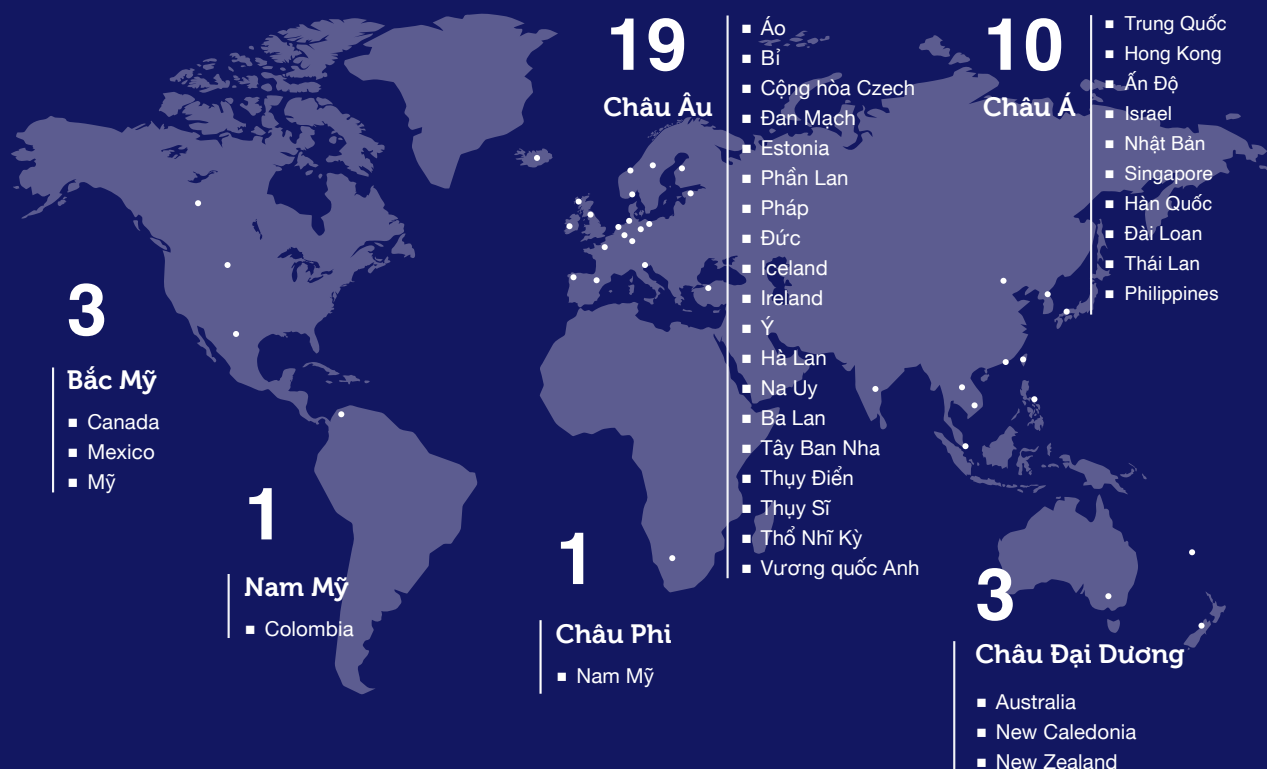 19
Châu Âu
▪ Áo
▪ Bỉ
▪ Cộng hòa Czech
▪ Đan Mạch
▪ Estonia
▪ Phần Lan
▪ Pháp
▪ Đức
▪ Iceland
▪ Ireland
▪ Ý
▪ Hà Lan
▪ Na Uy
▪ Ba Lan
▪ Tây Ban Nha
▪ Thụy Điển
▪ Thụy Sĩ
▪ Thổ Nhĩ Kỳ
▪ Vương quốc Anh
10
Châu Á
▪ Trung Quốc
▪ Hong Kong
▪ Ấn Độ
▪ Israel
▪ Nhật Bản
▪ Singapore
▪ Hàn Quốc
▪ Đài Loan
▪ Thái Lan
▪ Philippines
3
Bắc Mỹ
▪ Canada
▪ Mexico
▪ Mỹ
1
Nam Mỹ
▪ Colombia
1
Châu Phi
▪ Nam Mỹ
3
Châu Đại Dương
▪ Australia
▪ New Caledonia
▪ New Zealand